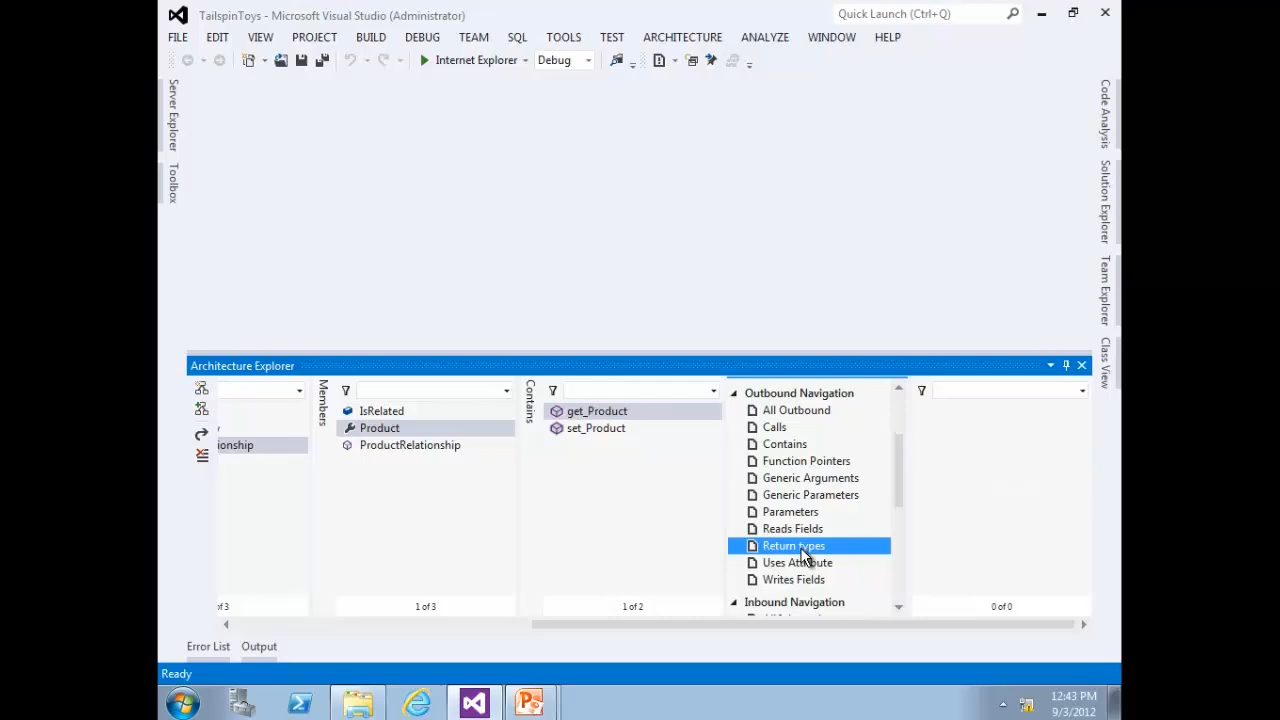 TailspinToys - Microsoft Visual Studio (Administrator)
Quick Launch (Ctrl+Q)
FILE EDIT VIEW PROJECT BUILD DEBUG TEAM SQL TOOLS TEST ARCHITECTURE ANALYZE WINDOW HELP
Internet Explorer
Debug
Server Explorer
Toolbox
Code Analysis
Solution Explorer
Team Explorer
Class View
Architecture Explorer
ionship
of 3
Members
IsRelated
Product
ProductRelationship
1 of 3
Contains
get_Product
set_Product
1 of 2
Outbound Navigation
All Outbound
Calls
Contains
Function Pointers
Generic Arguments
Generic Parameters
Parameters
Reads Fields
Return types
Uses Attribute
Writes Fields
Inbound Navigation
0 of 0
Error List
Output
Ready
12:43 PM
9/3/2012